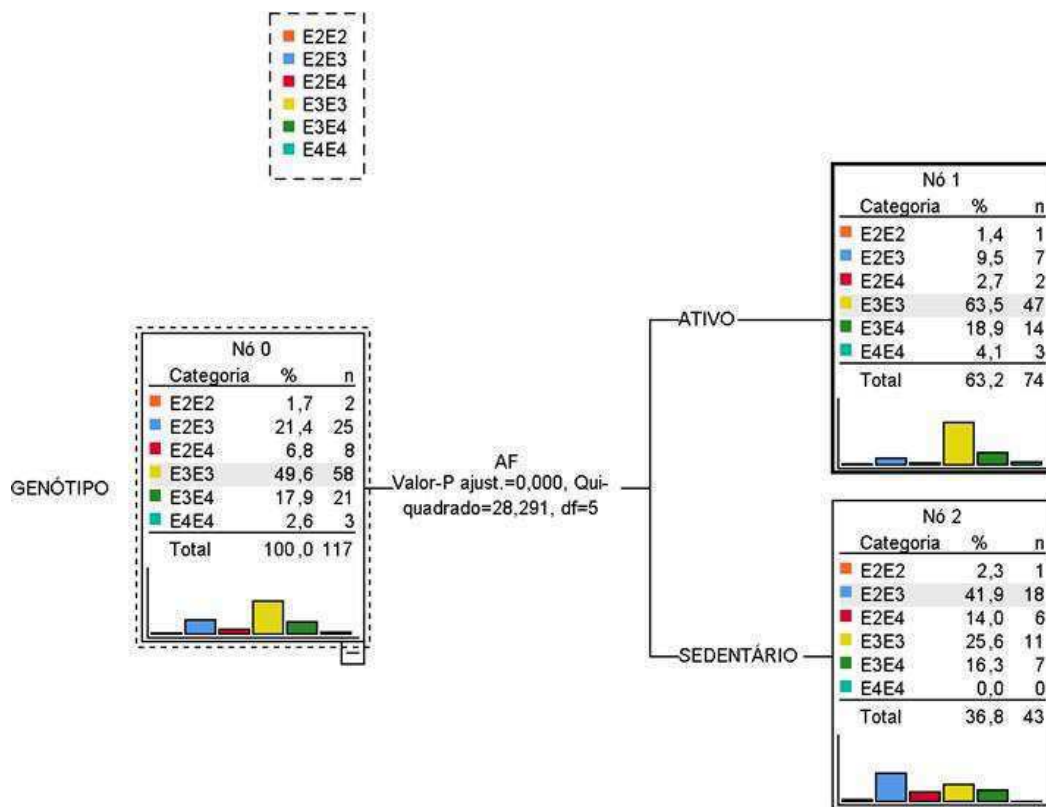 E2E2
E2E3
E2E4
E3E3
E3E4
E4E4
GENÓTIPO
Nó 0
Categoria % n
E2E2 1,7 2
E2E3 21,4 25
E2E4 6,8 8
E3E3 49,6 58
E3E4 17,9 21
E4E4 2,6 3
Total 100,0 117
AF
Valor-P ajust.=0,000, Qui-
quadrado=28,291, df=5
ATIVO
Nó 1
Categoria % n
E2E2 1,4 1
E2E3 9,5 7
E2E4 2,7 2
E3E3 63,5 47
E3E4 18,9 14
E4E4 4,1 3
Total 63,2 74
SEDENTÁRIO
Nó 2
Categoria % n
E2E2 2,3 1
E2E3 41,9 18
E2E4 14,0 6
E3E3 25,6 11
E3E4 16,3 7
E4E4 0,0 0
Total 36,8 43